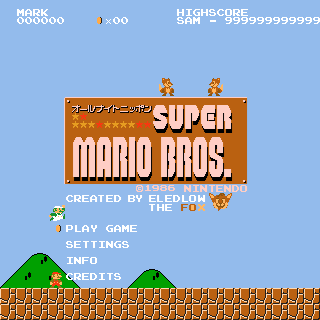 MARK
000000 x00
HIGHSCORE
SAM - 999999999999
オールナイトニッポン
SUPER
MARIO BROS.
©1986 NINTENDO
CREATED BY ELEDLOW
THE FOX
PLAY GAME
SETTINGS
INFO
CREDITS